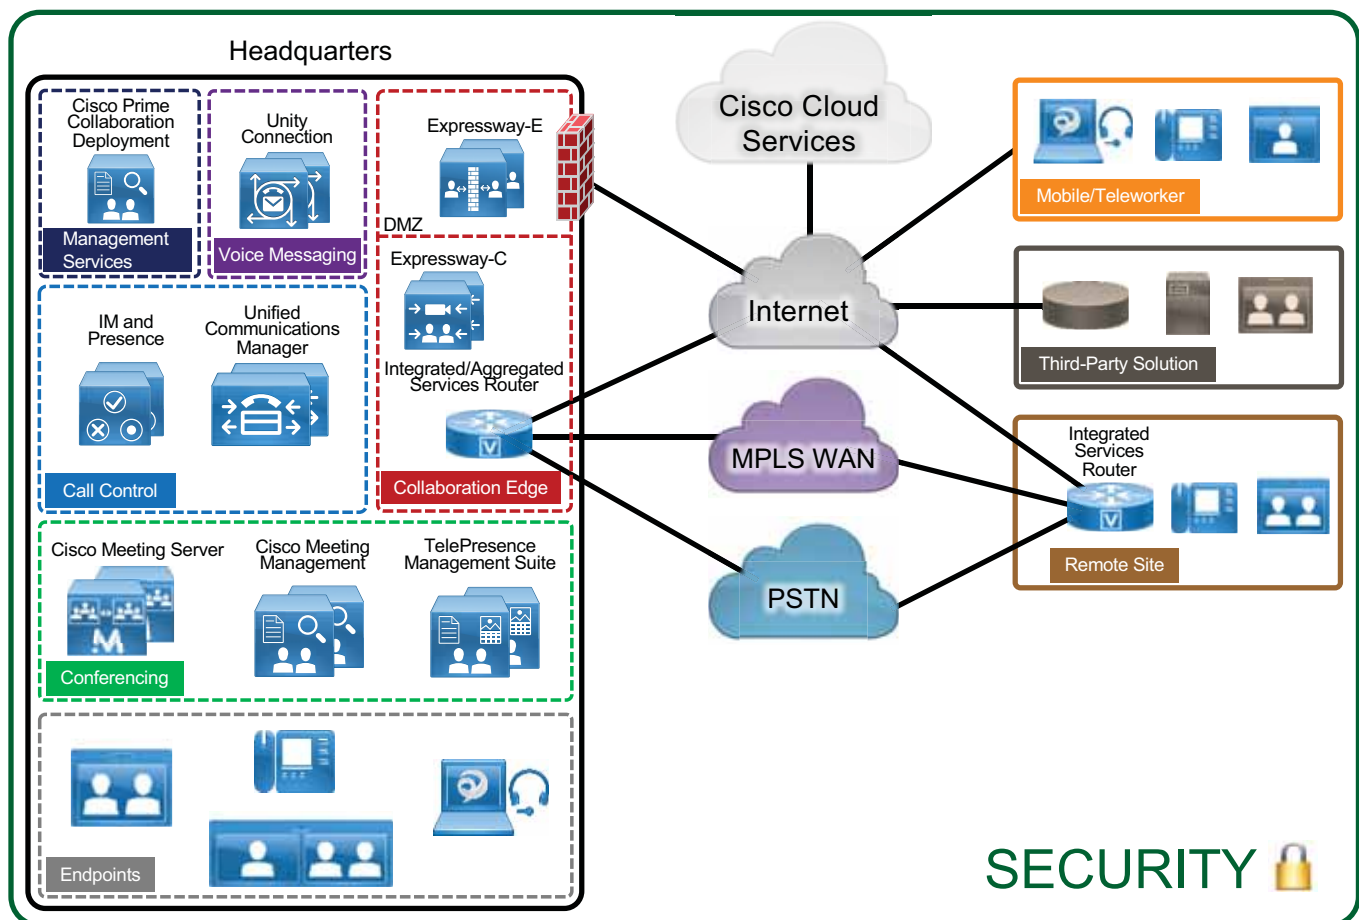 Headquarters
Cisco Prime
Collaboration
Deployment
Management
Services
Unity
Connection
Voice Messaging
Expressway-E
DMZ
Expressway-C
Integrated/Aggregated
Services Router
V
Collaboration Edge
IM and
Presence
Unified
Communications
Manager
Call Control
Cisco Meeting Server
M
Cisco Meeting
Management
TelePresence
Management Suite
Conferencing
Endpoints
Cisco Cloud
Services
Internet
MPLS WAN
PSTN
Mobile/Teleworker
Third-Party Solution
Integrated
Services
Router
V
Remote Site
SECURITY